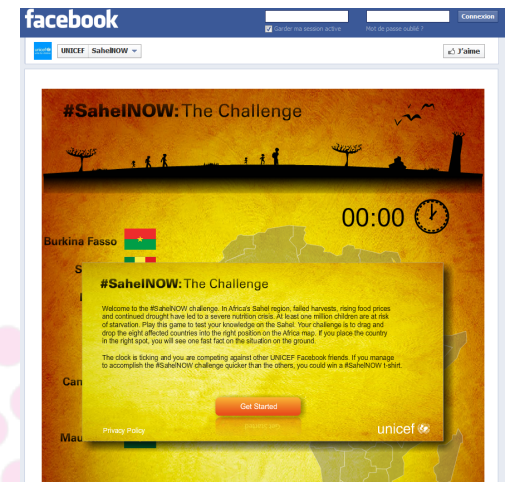 facebook
Connexion
Garder ma session active
Mot de passe oublié ?
UNICEF SahelNOW
J'aime
#SahelNOW: The Challenge
00:00
Burkina Fasso
S
#SahelNOW: The Challenge
Welcome to the #SahelNOW challenge. In Africa's Sahel region, failed harvests, rising food prices
and continued drought have led to a severe nutrition crisis. At least one million children are at risk
of starvation. Play this game to test your knowledge on the Sahel: Your challenge is to drag and
drop the eight affected countries into the right position on the Africa map. If you place the country
in the right spot, you will see one fast fact on the situation on the ground.
The clock is ticking and you are competing against other UNICEF Facebook friends. If you manage
to accomplish the #SahelNOW challenge quicker than the others, you could win a #SahelNOW t-shirt.
Can
Get Started
Mau
Privacy Policy
unicef